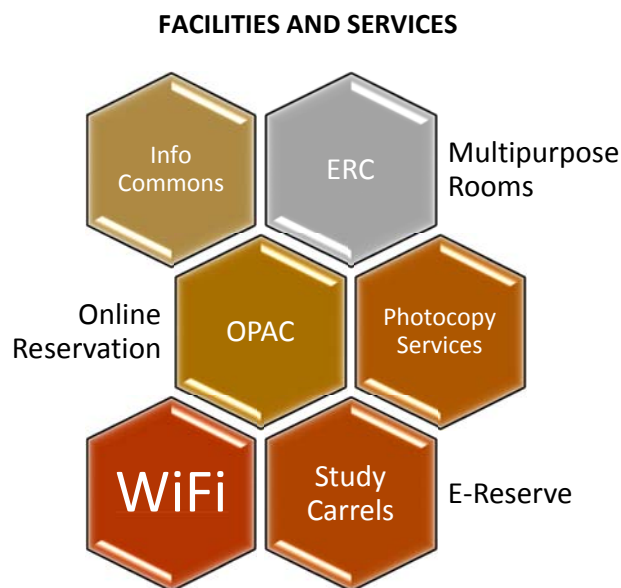 FACILITIES AND SERVICES
Info
Commons
ERC
Multipurpose
Rooms
Online
Reservation
OPAC
Photocopy
Services
WiFi
Study
Carrels
E-Reserve